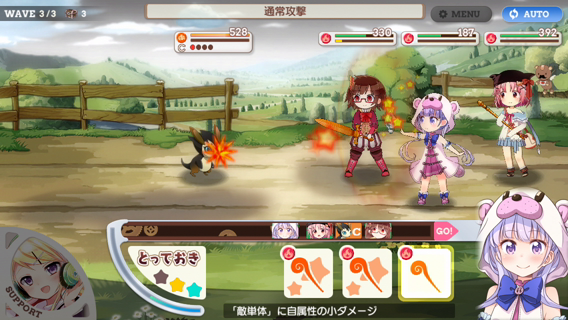 WAVE 3/3 3
通常攻撃
MENU
AUTO
528
330
187
392
C
C
GO!
とっておき
SUPPORT
「敵単体」に自属性の小ダメージ